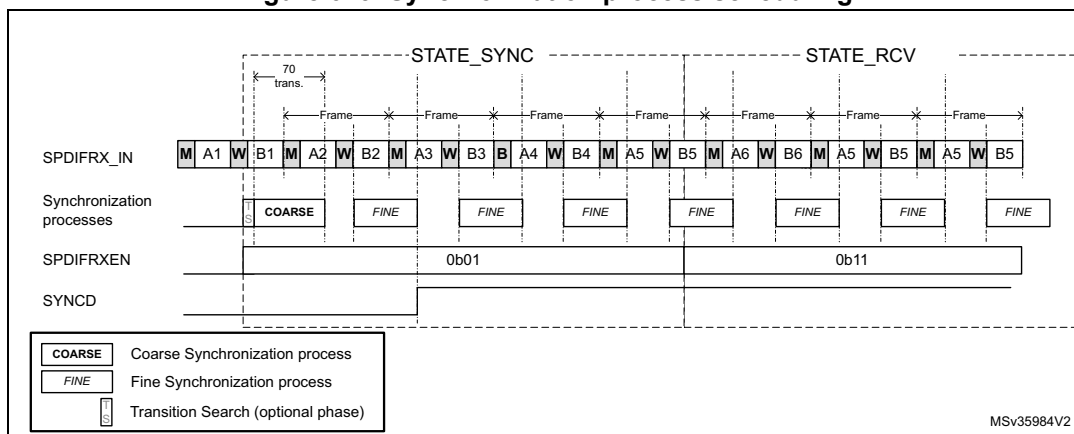 STATE_SYNC STATE_RCV
70
trans.
Frame Frame Frame Frame Frame Frame Frame
SPDIFRX_IN M A1 W B1 M A2 W B2 M A3 W B3 B A4 W B4 M A5 W B5 M A6 W B6 M A5 W B5 M A5 W B5
Synchronization
processes
TS COARSE FINE FINE FINE FINE FINE FINE FINE
SPDIFRXEN 0b01 0b11
SYNCD
COARSE Coarse Synchronization process
FINE Fine Synchronization process
TS Transition Search (optional phase)
MSv35984V2